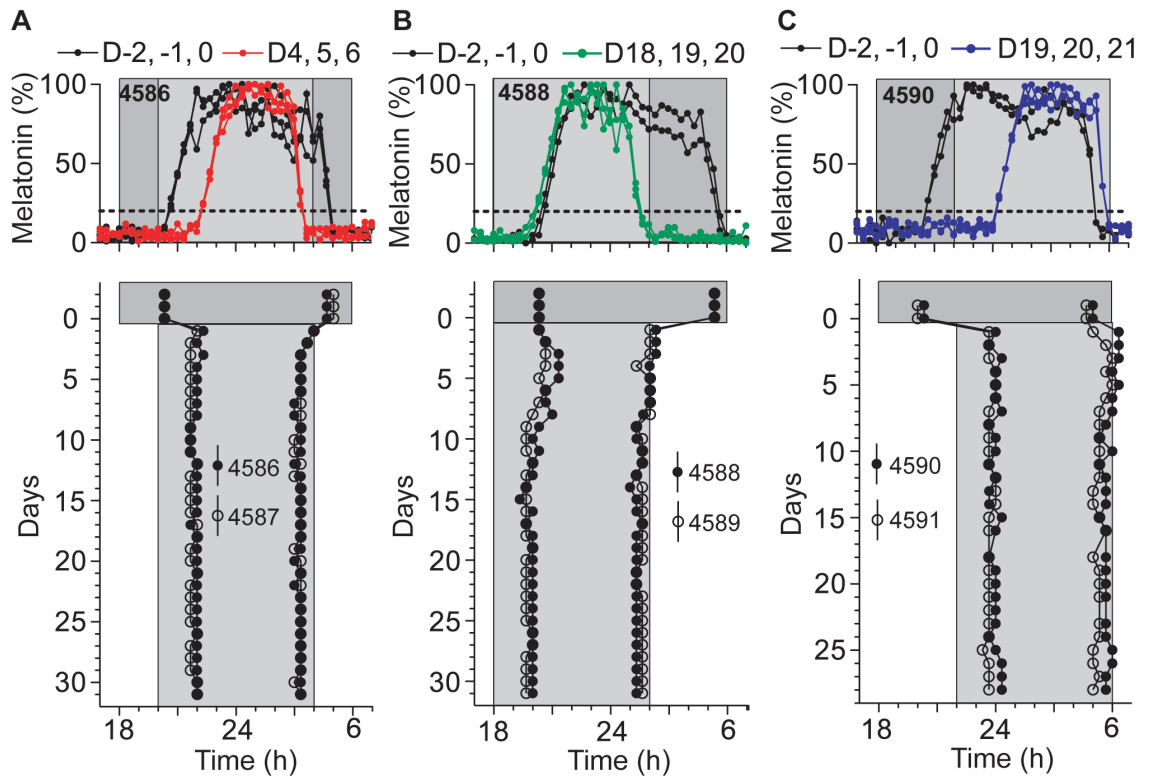 A
D-2, -1, 0 D4, 5, 6
Melatonin (%)
100
50
0
4586
Days
0
5
10
15
20
25
30
4586
4587
18 24 6
Time (h)
B
D-2, -1, 0 D18, 19, 20
Melatonin (%)
100
50
0
4588
Days
0
5
10
15
20
25
30
4588
4589
18 24 6
Time (h)
C
D-2, -1, 0 D19, 20, 21
Melatonin (%)
100
50
0
4590
Days
0
5
10
15
20
25
4590
4591
18 24 6
Time (h)